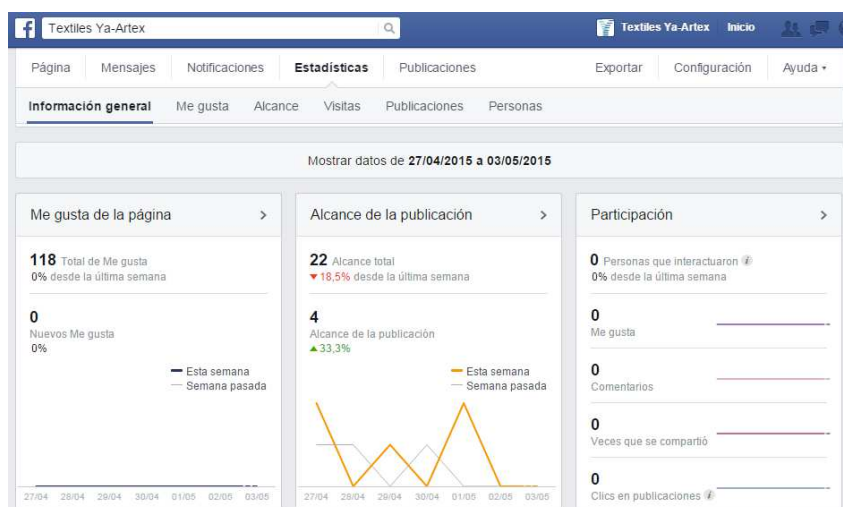 Textiles Ya-Artex
Textiles Ya-Artex Inicio
Página Mensajes Notificaciones Estadísticas Publicaciones Exportar Configuración Ayuda
Información general Me gusta Alcance Visitas Publicaciones Personas
Mostrar datos de 27/04/2015 a 03/05/2015
Me gusta de la página
118 Total de Me gusta
0% desde la última semana
0
Nuevos Me gusta
0%
Esta semana
Semana pasada
27/04 28/04 29/04 30/04 01/05 02/05 03/05
Alcance de la publicación
22 Alcance total
18,5% desde la última semana
4
Alcance de la publicación
33,3%
Esta semana
Semana pasada
27/04 28/04 29/04 30/04 01/05 02/05 03/05
Participación
0 Personas que interactuaron
0% desde la última semana
0
Me gusta
0
Comentarios
0
Veces que se compartió
0
Clics en publicaciones